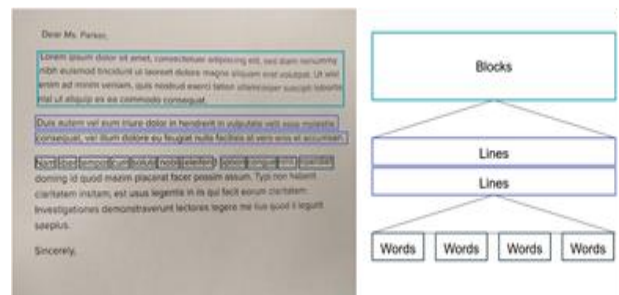 Dear Ms. Parker,
Lorem ipsum dolor sit amet, consectetuer adipiscing elit, sed diam nonummy
nibh euismod tincidunt ut laoreet dolore magna aliquam erat volutpat. Ut wisi
enim ad minim veniam, quis nostrud exerci tation ullamcorper suscipit lobortis
nisl ut aliquip ex ea commodo consequat.
Duis autem vel eum iriure dolor in hendrerit in vulputate velit esse molestie
consequat, vel illum dolore eu feugiat nulla facilisis at vero eros et accumsan.
Nam liber tempor cum soluta nobis eleifend option congue nihil imperdiet
doming id quod mazim placerat facer possim assum. Typi non habent
claritatem insitam; est usus legentis in iis qui facit eorum claritatem.
Investigationes demonstraverunt lectores legere me lius quod ii legunt
saepius.
Sincerely,
Blocks
Lines
Lines
Words Words Words Words